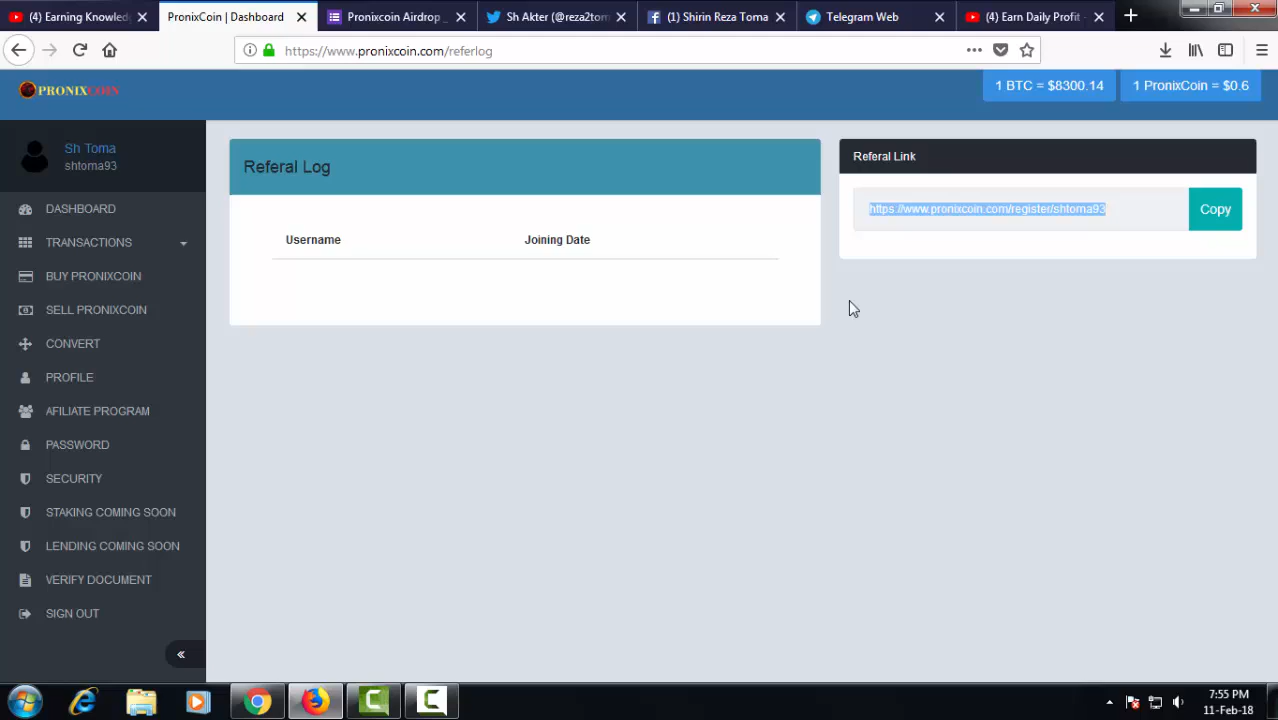 (4) Earning Knowled
PronixCoin | Dashboard
Pronixcoin Airdrop _
Sh Akter (@reza2tom
(1) Shirin Reza Toma
Telegram Web
(4) Earn Daily Profit -
https://www.pronixcoin.com/referlog
PRONIXCOIN
1 BTC = $8300.14
1 PronixCoin = $0.6
Sh Toma
shtoma93
DASHBOARD
TRANSACTIONS
BUY PRONIXCOIN
SELL PRONIXCOIN
CONVERT
PROFILE
AFILIATE PROGRAM
PASSWORD
SECURITY
STAKING COMING SOON
LENDING COMING SOON
VERIFY DOCUMENT
SIGN OUT
Referal Log
Username
Joining Date
Referal Link
https://www.pronixcoin.com/register/shtoma93
Copy
7:55 PM
11-Feb-18